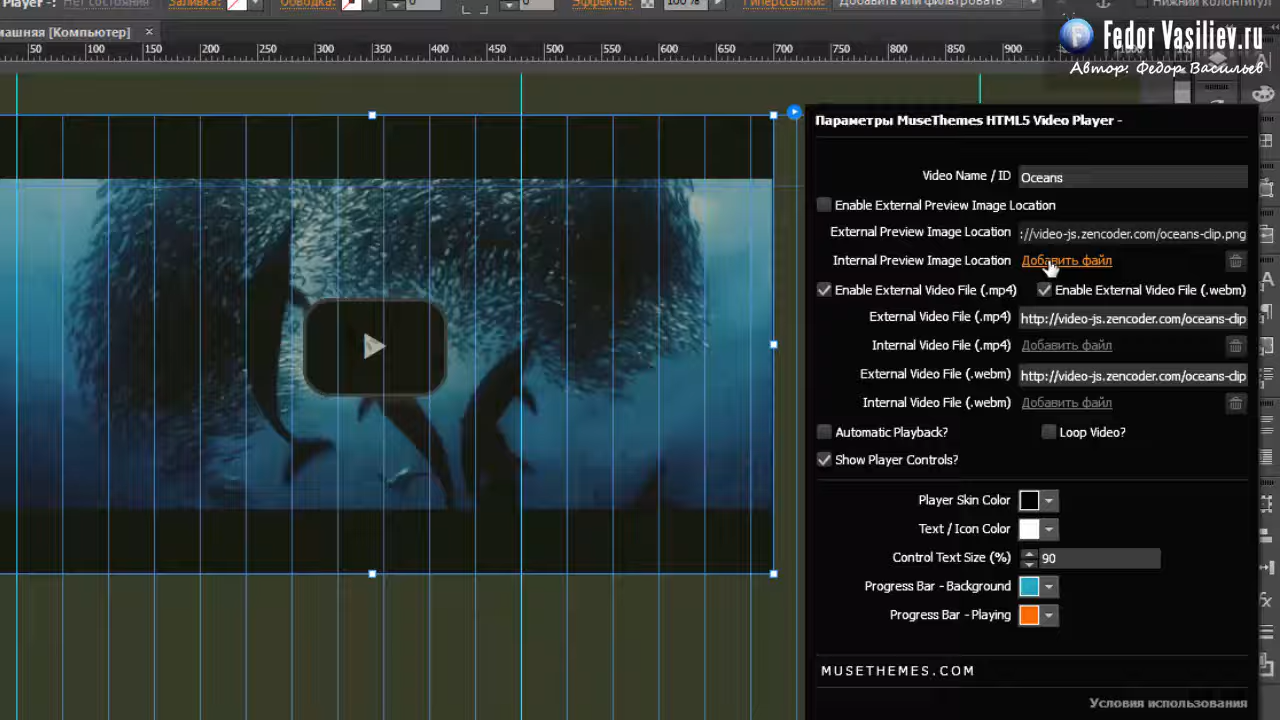 Player -: Нет состояния Заливка: Обводка: 0 0 Эффекты: 100 % Гиперссылки: Добавить или фильтровать Нижний колонтитул
машняя [Компьютер] ×
50 100 150 200 250 300 350 400 450 500 550 600 650 700 750 800 850 900
Fedor Vasiliev.ru
Автор: Федор Васильев
Параметры MuseThemes HTML5 Video Player -
Video Name / ID Oceans
Enable External Preview Image Location
External Preview Image Location ://video-js.zencoder.com/oceans-clip.png
Internal Preview Image Location Добавить файл
Enable External Video File (.mp4) Enable External Video File (.webm)
External Video File (.mp4) http://video-js.zencoder.com/oceans-clip
Internal Video File (.mp4) Добавить файл
External Video File (.webm) http://video-js.zencoder.com/oceans-clip
Internal Video File (.webm) Добавить файл
Automatic Playback? Loop Video?
Show Player Controls?
Player Skin Color
Text / Icon Color
Control Text Size (%) 90
Progress Bar - Background
Progress Bar - Playing
MUSETHEMES.COM
Условия использования